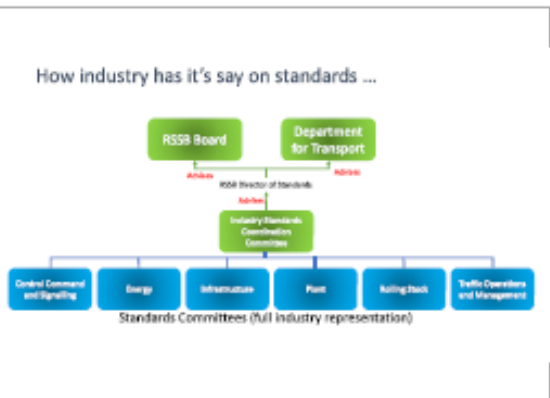 How industry has it's say on standards ...
RSSB Board
Department
for Transport
Advises
Advises
RSSB Director of Standards
Advises
Industry Standards
Coordination
Committee
Control Command
and Signalling
Energy
Infrastructure
Plant
Rolling Stock
Traffic Operations
and Management
Standards Committees (full industry representation)